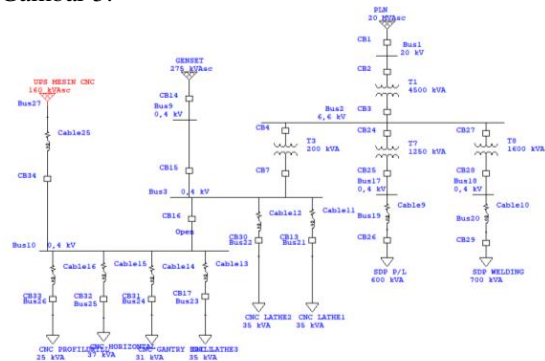 PLN
20 MVAsc
CB1
Bus1
20 kV
CB2
T1
4500 kVA
CB3
Bus2
6,6 kV
GENSET
275 kVAsc
CB14
Bus9
0,4 kV
CB15
UPS MESIN CNC
160 kVAsc
Bus27
Cable25
CB34
CB4
T3
200 kVA
CB7
CB24
T7
1250 kVA
CB25
Bus17
0,4 kV
Cable9
Bus19
CB26
SDP P/L
600 kVA
CB27
T8
1600 kVA
CB28
Bus18
0,4 kV
Cable10
Bus20
CB29
SDP WELDING
700 kVA
Bus3
0,4 kV
CB16
Open
Cable12
CB30
Bus22
CNC LATHE2
35 kVA
Cable11
CB13
Bus21
CNC LATHE1
35 kVA
Bus10
0,4 kV
Cable16
CB33
Bus26
25 kVA
Cable15
CB32
Bus25
CNC HORIZONTAL
37 kVA
Cable14
CB31
Bus24
CNC GANTRY
31 kVA
Cable13
CB17
Bus23
35 kVA